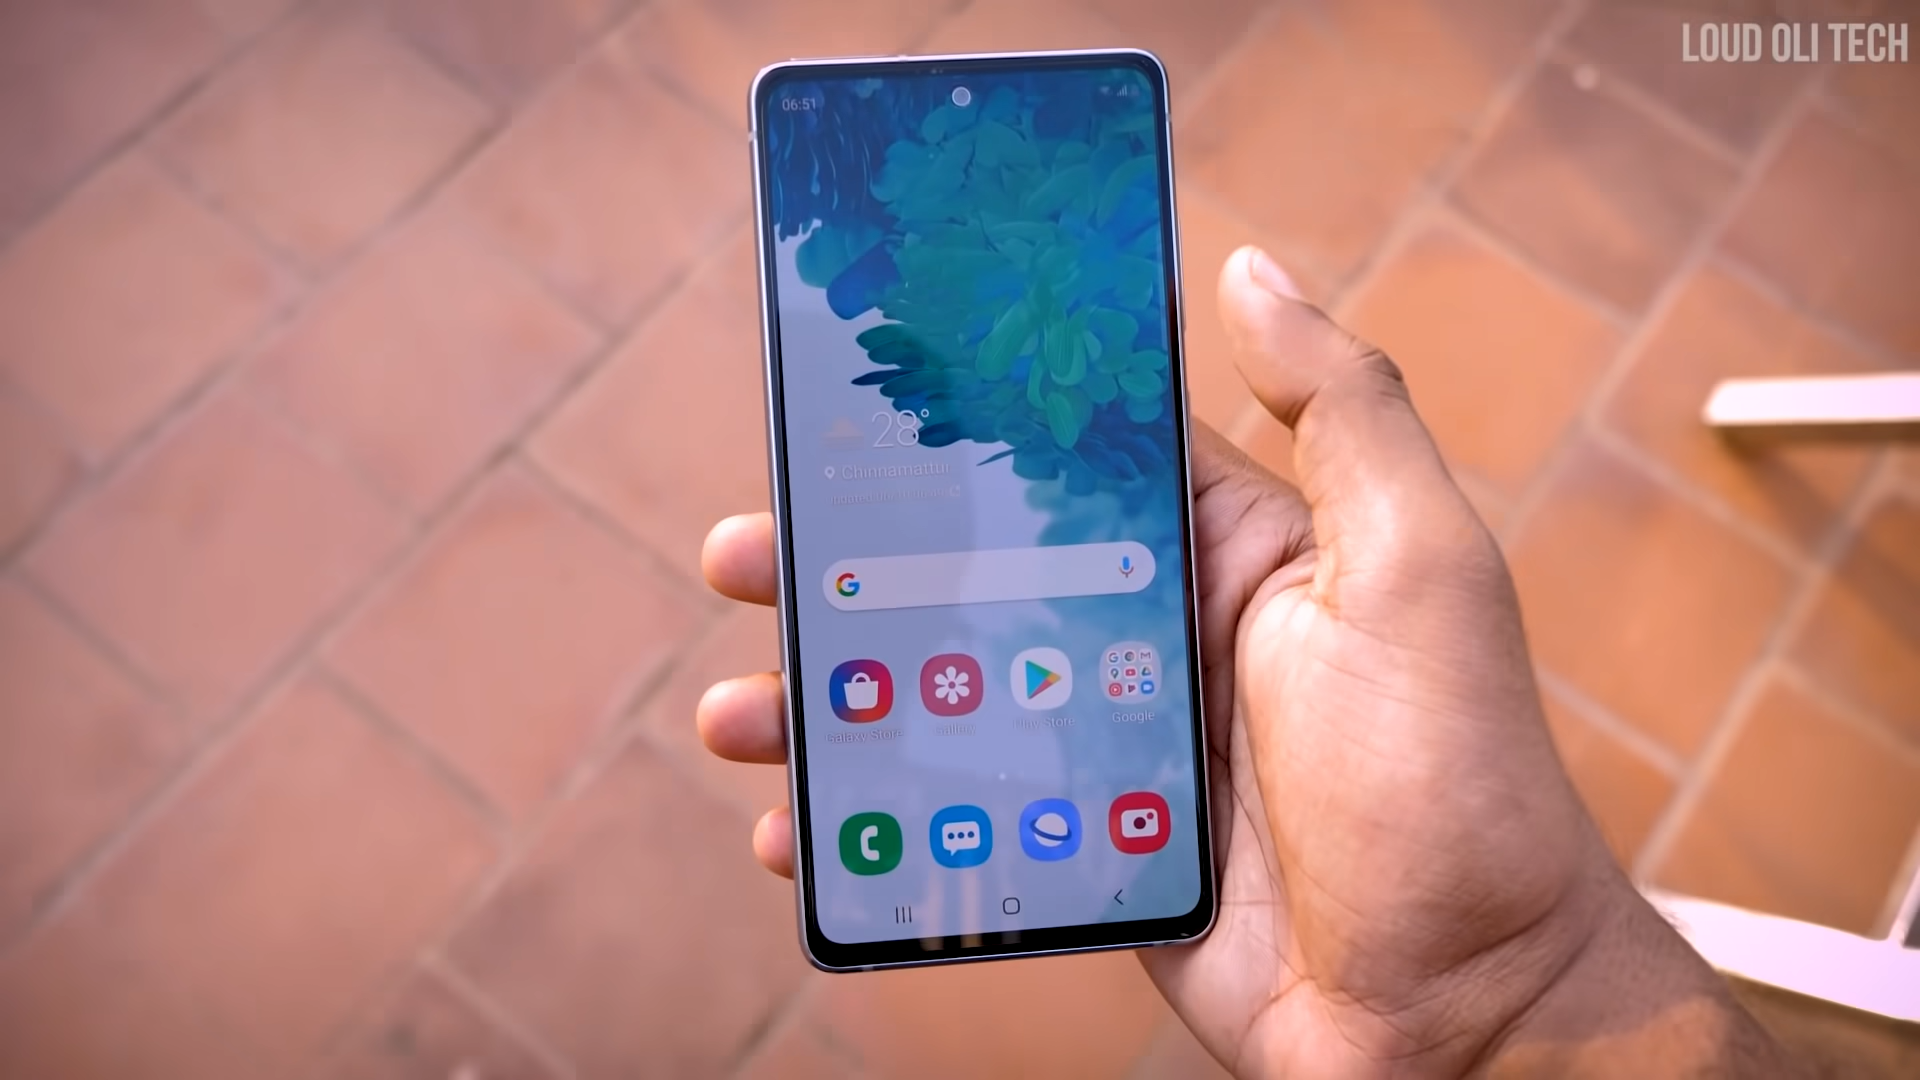 LOUD OLI TECH
06:51
28°
Chinnamattur
G
Galaxy Store
Gallery
Play Store
Google